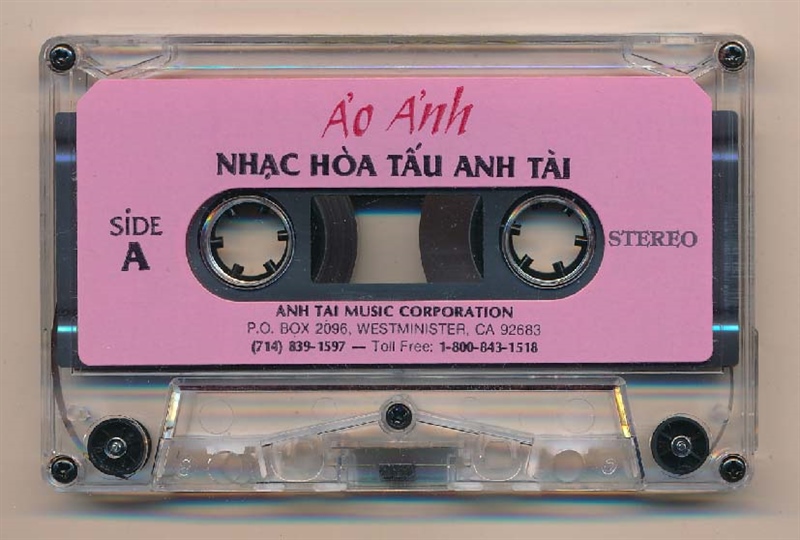 Ảo Ảnh
NHẠC HÒA TẤU ANH TÀI
SIDE
A
STEREO
ANH TAI MUSIC CORPORATION
P.O. BOX 2096, WESTMINISTER, CA 92683
(714) 839-1597 — Toll Free: 1-800-843-1518